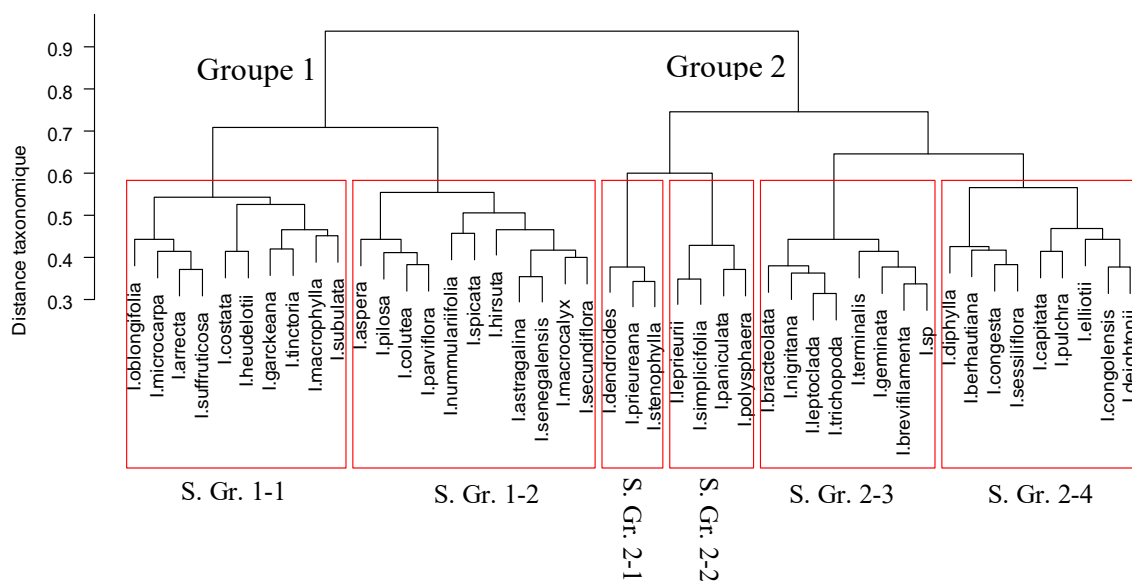 Distance taxonomique
0.9
0.8
0.7
0.6
0.5
0.4
0.3
Groupe 1
Groupe 2
I.oblongifolia
I.microcarpa
I.arrecta
I.suffruticosa
I.costata
I.heudelotii
I.garckeana
I.tinctoria
I.macrophylla
I.subulata
I.aspera
I.pilosa
I.colutea
I.parviflora
I.nummulariifolia
I.spicata
I.hirsuta
I.astragalina
I.senegalensis
I.macrocalyx
I.secundiflora
I.dendroides
I.prieureana
I.stenophylla
I.leprieurii
I.simplicifolia
I.paniculata
I.polysphaera
I.bracteolata
I.nigritana
I.leptoclada
I.trichopoda
I.terminalis
I.geminata
I.brevifilamenta
I.sp
I.diphylla
I.berhautiana
I.congesta
I.sessiliflora
I.capitata
I.pulchra
I.elliotii
I.congolensis
I.deightonii
S. Gr. 1-1
S. Gr. 1-2
S. Gr. 2-1
S. Gr. 2-2
S. Gr. 2-3
S. Gr. 2-4